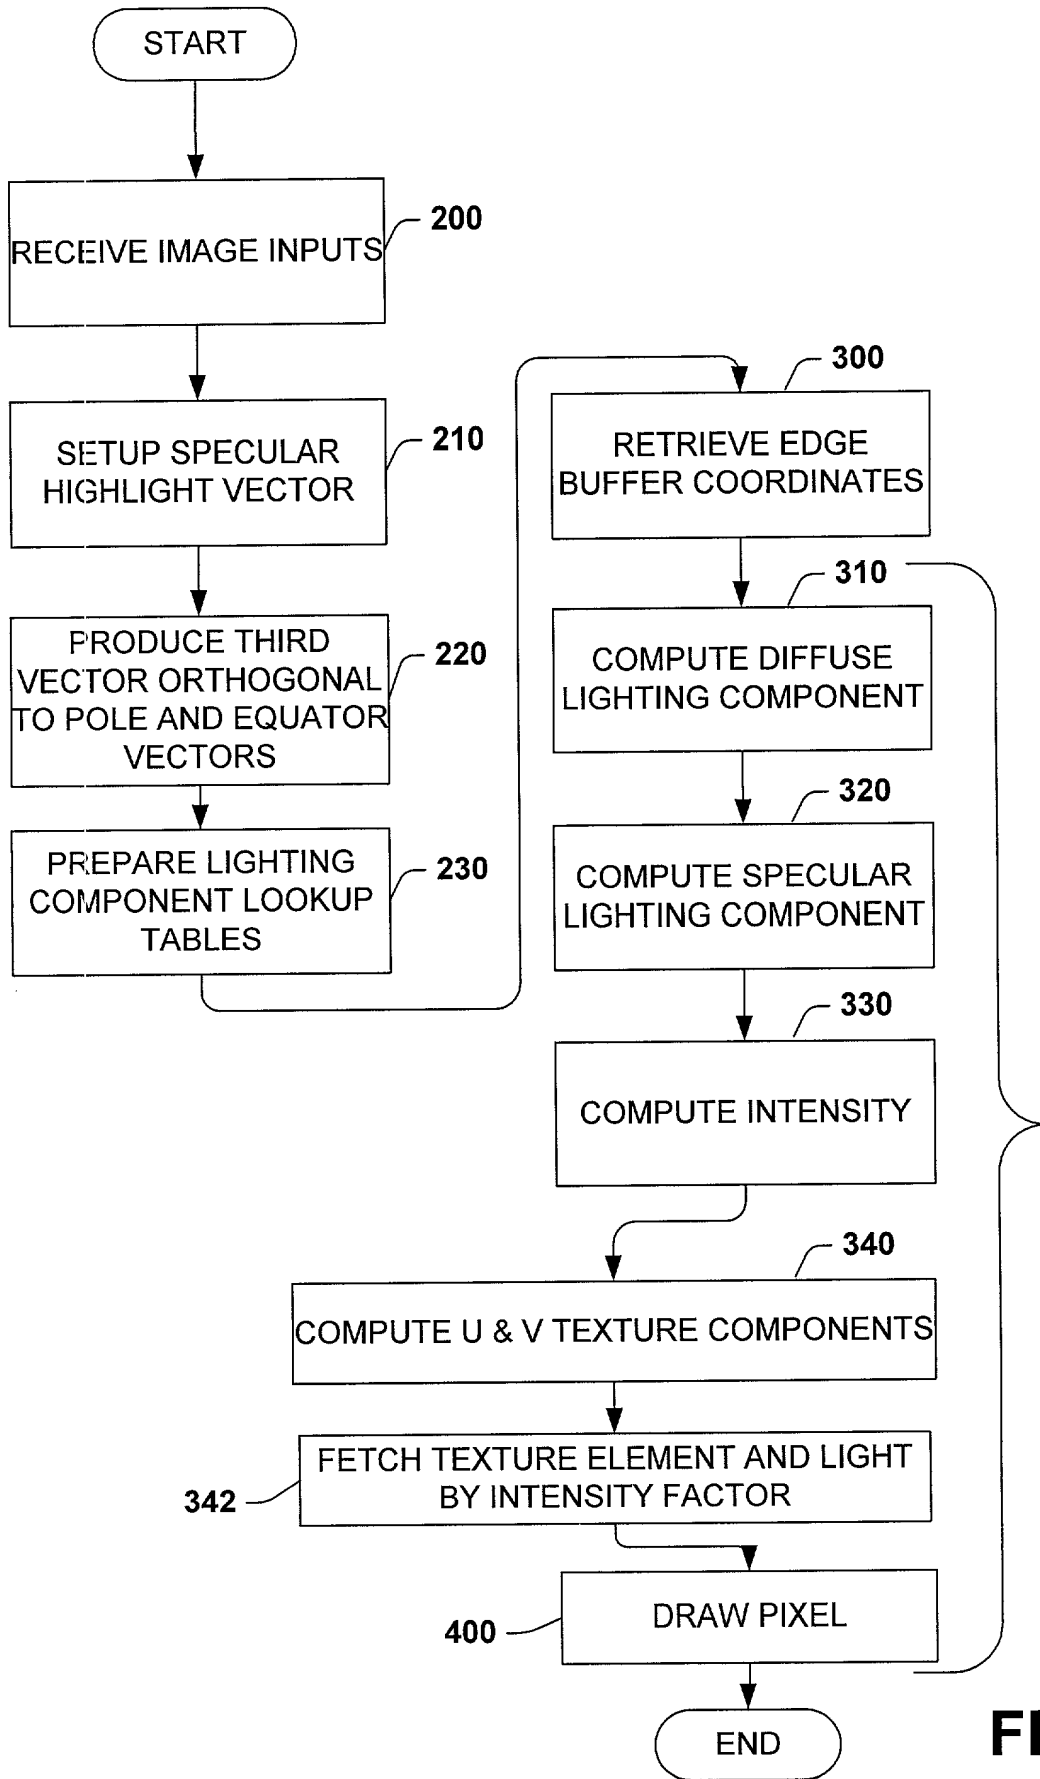 START
RECEIVE IMAGE INPUTS
200
SETUP SPECULAR
HIGHLIGHT VECTOR
210
PRODUCE THIRD
VECTOR ORTHOGONAL
TO POLE AND EQUATOR
VECTORS
220
PREPARE LIGHTING
COMPONENT LOOKUP
TABLES
230
300
RETRIEVE EDGE
BUFFER COORDINATES
310
COMPUTE DIFFUSE
LIGHTING COMPONENT
320
COMPUTE SPECULAR
LIGHTING COMPONENT
330
COMPUTE INTENSITY
340
COMPUTE U & V TEXTURE COMPONENTS
FETCH TEXTURE ELEMENT AND LIGHT
BY INTENSITY FACTOR
342
DRAW PIXEL
400
END